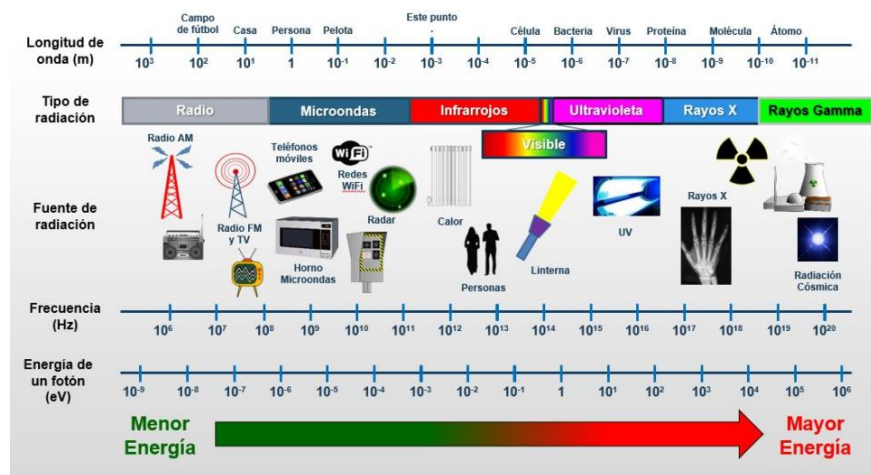 Longitud de
onda (m)
Campo
de fútbol
Casa
Persona
Pelota
Este punto
.
Célula
Bacteria
Virus
Proteína
Molécula
Átomo
10³ 10² 10¹ 1 10⁻¹ 10⁻² 10⁻³ 10⁻⁴ 10⁻⁵ 10⁻⁶ 10⁻⁷ 10⁻⁸ 10⁻⁹ 10⁻¹⁰ 10⁻¹¹
Tipo de
radiación
Radio
Microondas
Infrarrojos
Ultravioleta
Rayos X
Rayos Gamma
Visible
Fuente de
radiación
Radio AM
Radio FM
y TV
Teléfonos
móviles
Horno
Microondas
WiFi
Redes
WiFi
Radar
Calor
Personas
Linterna
UV
Rayos X
Radiación
Cósmica
Frecuencia
(Hz)
10⁶ 10⁷ 10⁸ 10⁹ 10¹⁰ 10¹¹ 10¹² 10¹³ 10¹⁴ 10¹⁵ 10¹⁶ 10¹⁷ 10¹⁸ 10¹⁹ 10²⁰
Energía de
un fotón
(eV)
10⁻⁹ 10⁻⁸ 10⁻⁷ 10⁻⁶ 10⁻⁵ 10⁻⁴ 10⁻³ 10⁻² 10⁻¹ 1 10¹ 10² 10³ 10⁴ 10⁵ 10⁶
Menor
Energía
Mayor
Energía